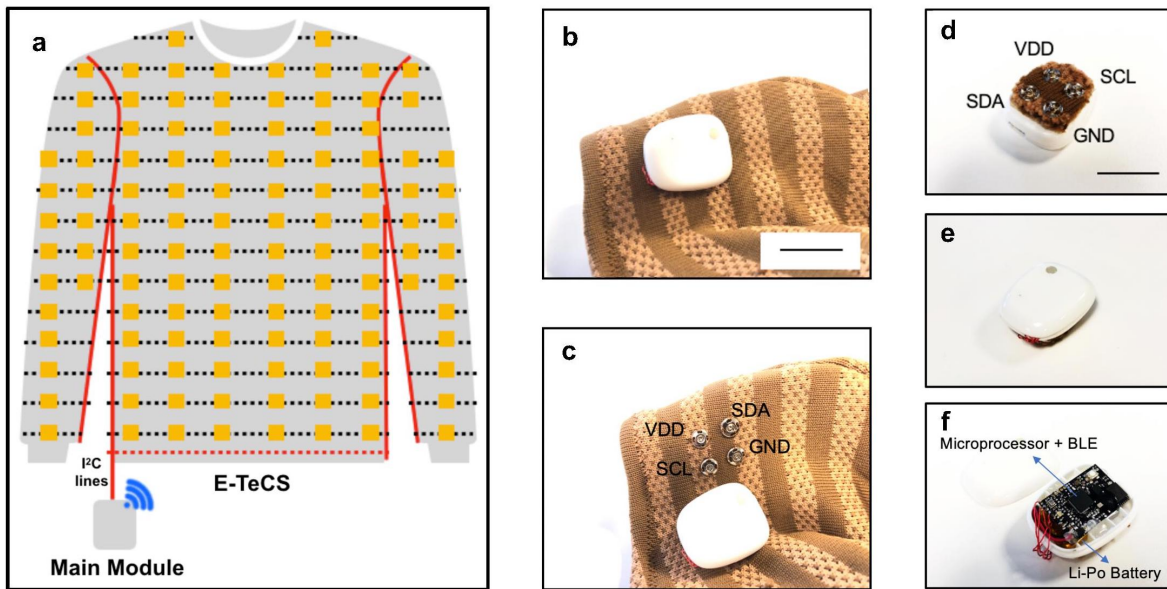 a
I²C
lines
E-TeCS
Main Module
b
c
SDA
VDD
GND
SCL
d
VDD
SCL
SDA
GND
e
f
Microprocessor + BLE
Li-Po Battery